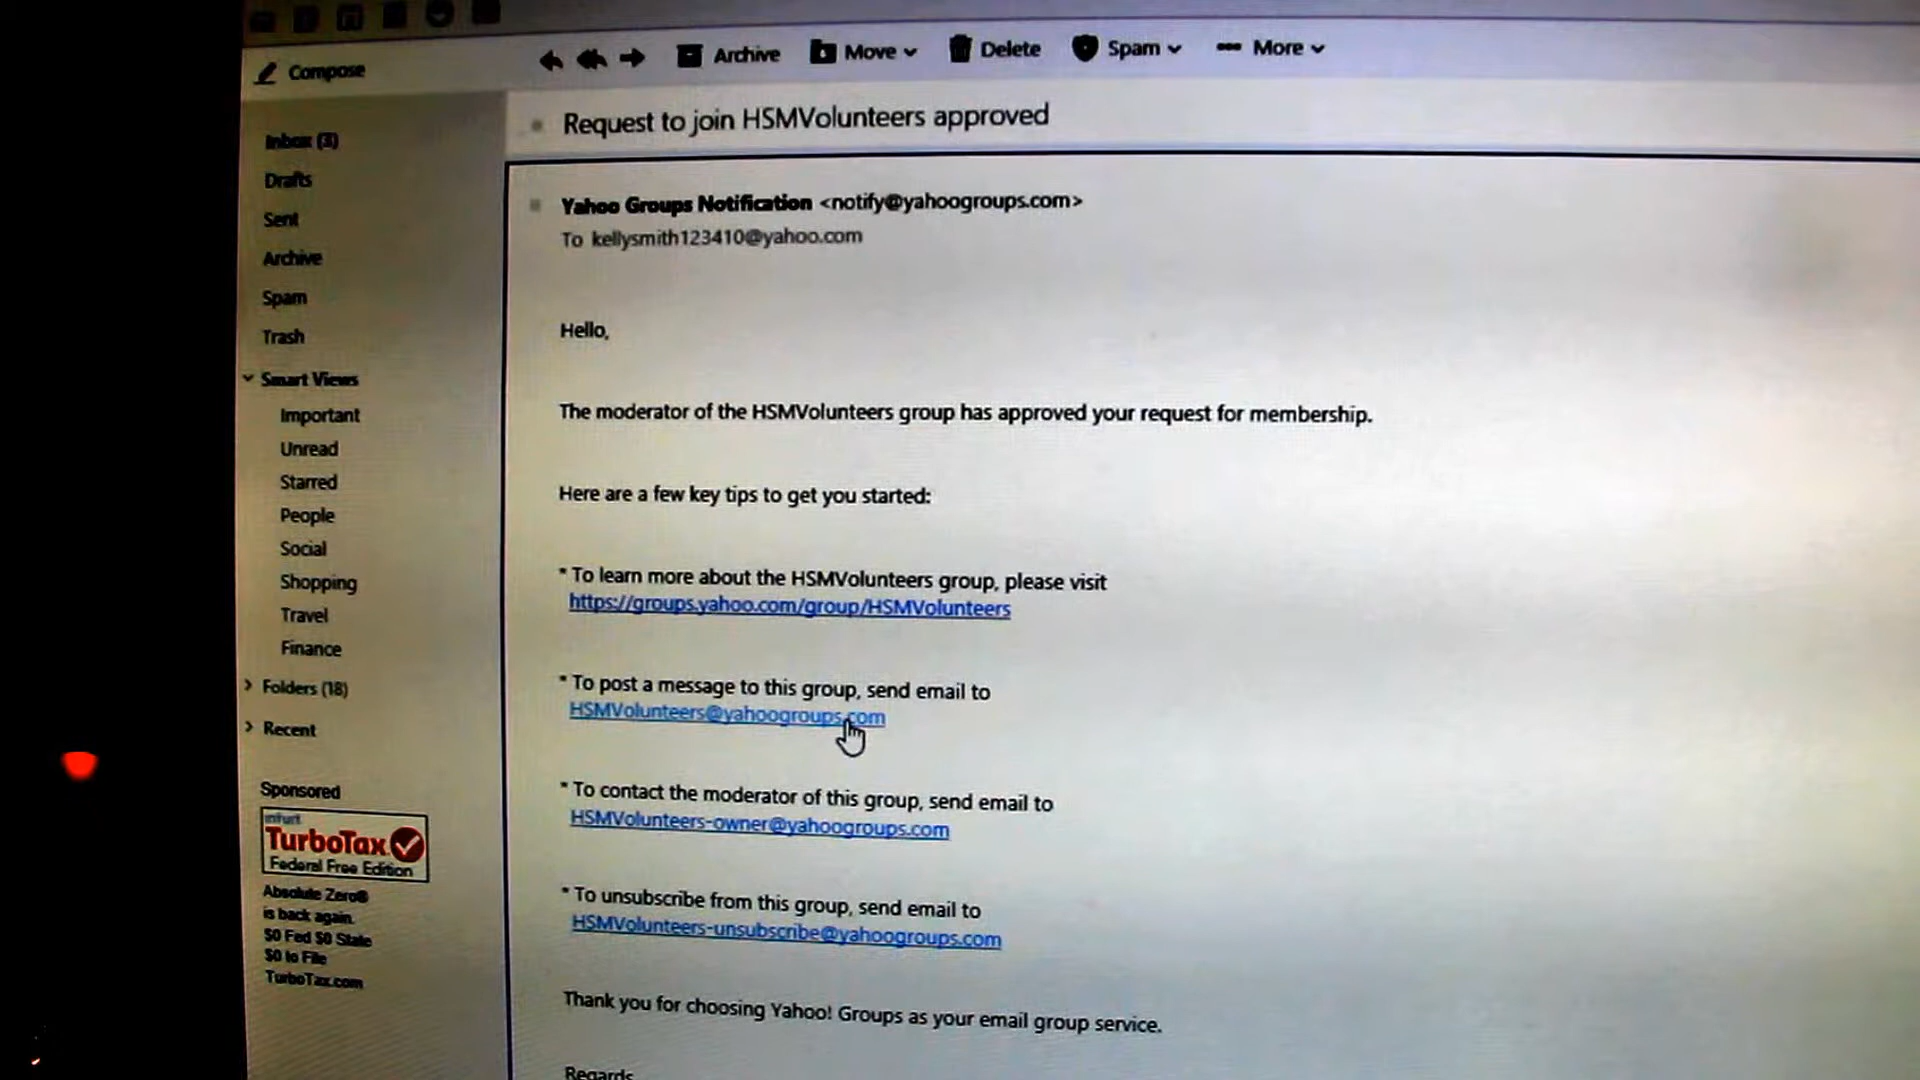 Compose
Archive
Move
Delete
Spam
More
Request to join HSMVolunteers approved
Inbox (3)
Drafts
Sent
Archive
Spam
Trash
Smart Views
Important
Unread
Starred
People
Social
Shopping
Travel
Finance
Folders (18)
Recent
Sponsored
intuit
TurboTax
Federal Free Edition
Absolute Zero®
is back again.
$0 Fed $0 State
$0 to File
TurboTax.com
Yahoo Groups Notification <notify@yahoogroups.com>
To kellysmith123410@yahoo.com
Hello,
The moderator of the HSMVolunteers group has approved your request for membership.
Here are a few key tips to get you started:
* To learn more about the HSMVolunteers group, please visit
https://groups.yahoo.com/group/HSMVolunteers
* To post a message to this group, send email to
HSMVolunteers@yahoogroups.com
* To contact the moderator of this group, send email to
HSMVolunteers-owner@yahoogroups.com
* To unsubscribe from this group, send email to
HSMVolunteers-unsubscribe@yahoogroups.com
Thank you for choosing Yahoo! Groups as your email group service.
Regards